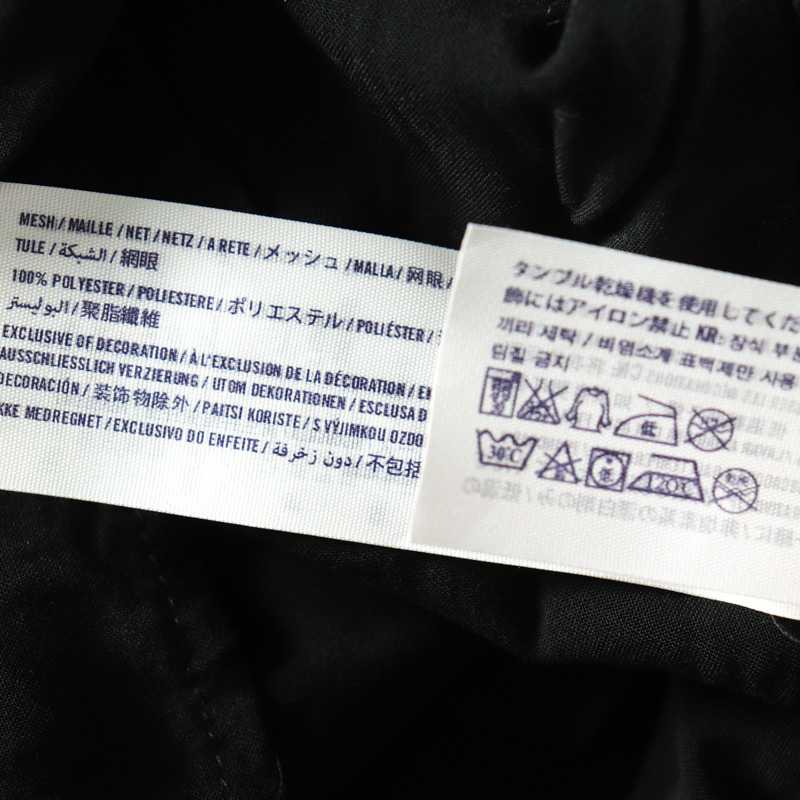 MESH / MAILLE / NET / NETZ / A RETE / メッシュ / MALLA / 网眼 /
TULE / الشبكة / 網眼
100% POLYESTER / POLIESTERE / ポリエステル / POLIÉSTER /
البوليستر / 聚脂纖維
EXCLUSIVE OF DECORATION / À L'EXCLUSION DE LA DÉCORATION /
AUSSCHLIESSLICH VERZIERUNG / UTOM DEKORATIONEN / ESCLUSA D
DECORACIÓN / 装饰物除外 / PAITSI KORISTE / S VÝJIMKOU OZDO
KKE MEDREGNET / EXCLUSIVO DO ENFEITE / دون زخرفة / 不包括
タンブル乾燥機を使用してくだ
飾にはアイロン禁止 KR: 장식 부분
끼리 세탁 / 비염소계 표백제만 사용
딤질 금지
低
30℃ 低 120℃